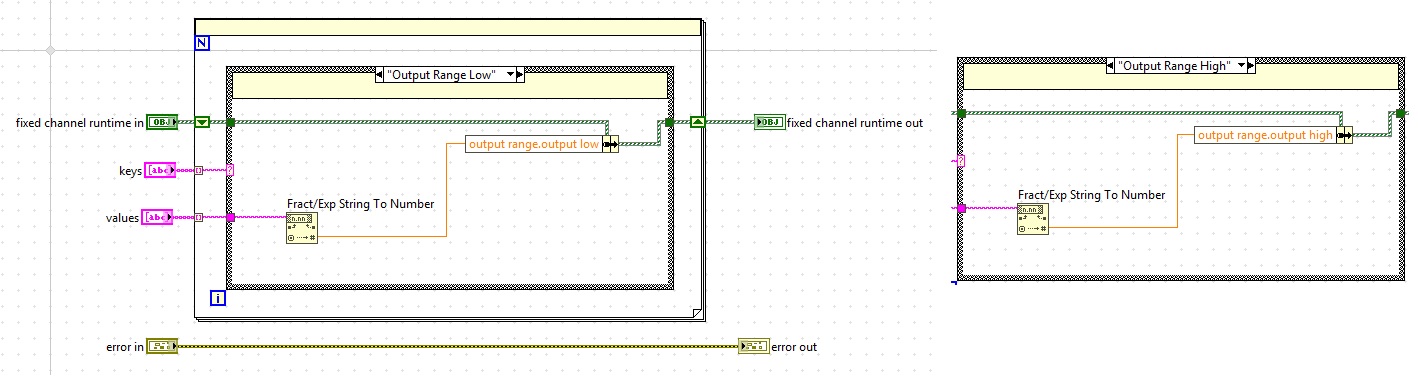 N
"Output Range Low"
fixed channel runtime in
OBJ
output range.output low
OBJ
fixed channel runtime out
keys
[abc]
?
values
[abc]
Fract/Exp String To Number
n.nn
#
i
error in
error out
"Output Range High"
output range.output high
?
Fract/Exp String To Number
n.nn
#